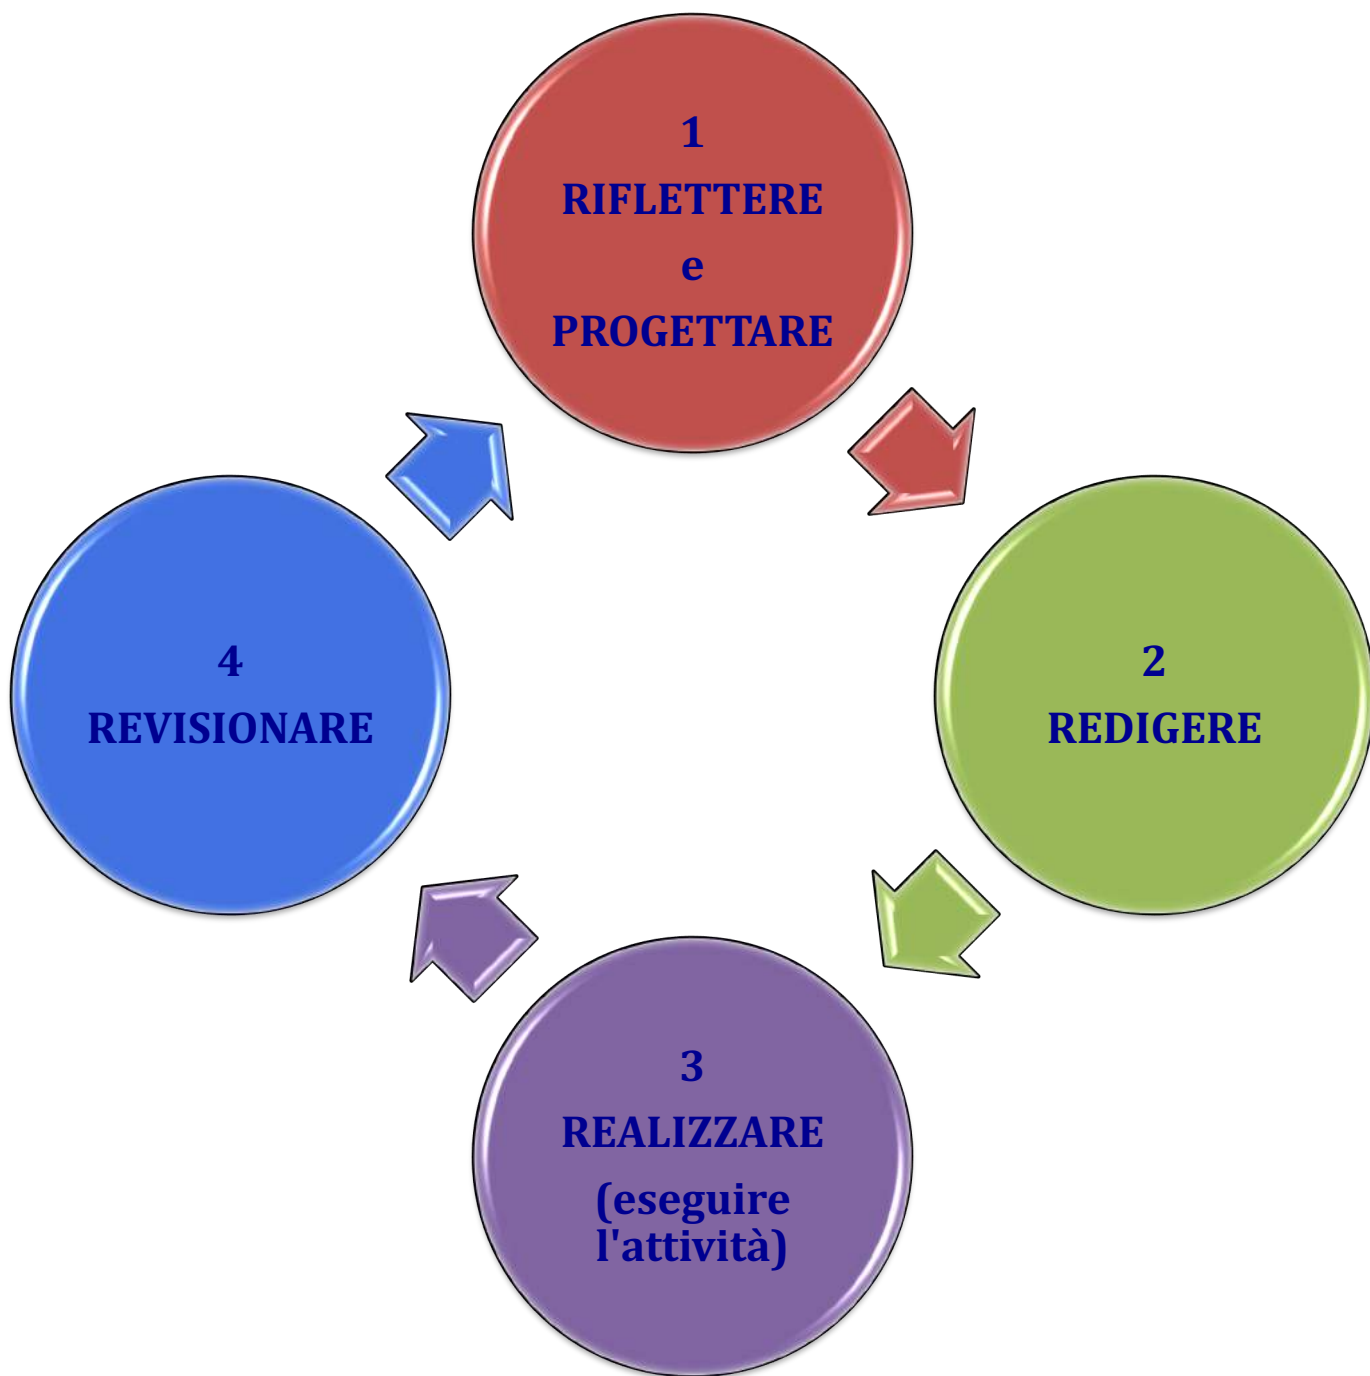 1
RIFLETTERE
e
PROGETTARE
2
REDIGERE
3
REALIZZARE
(eseguire
l'attività)
4
REVISIONARE